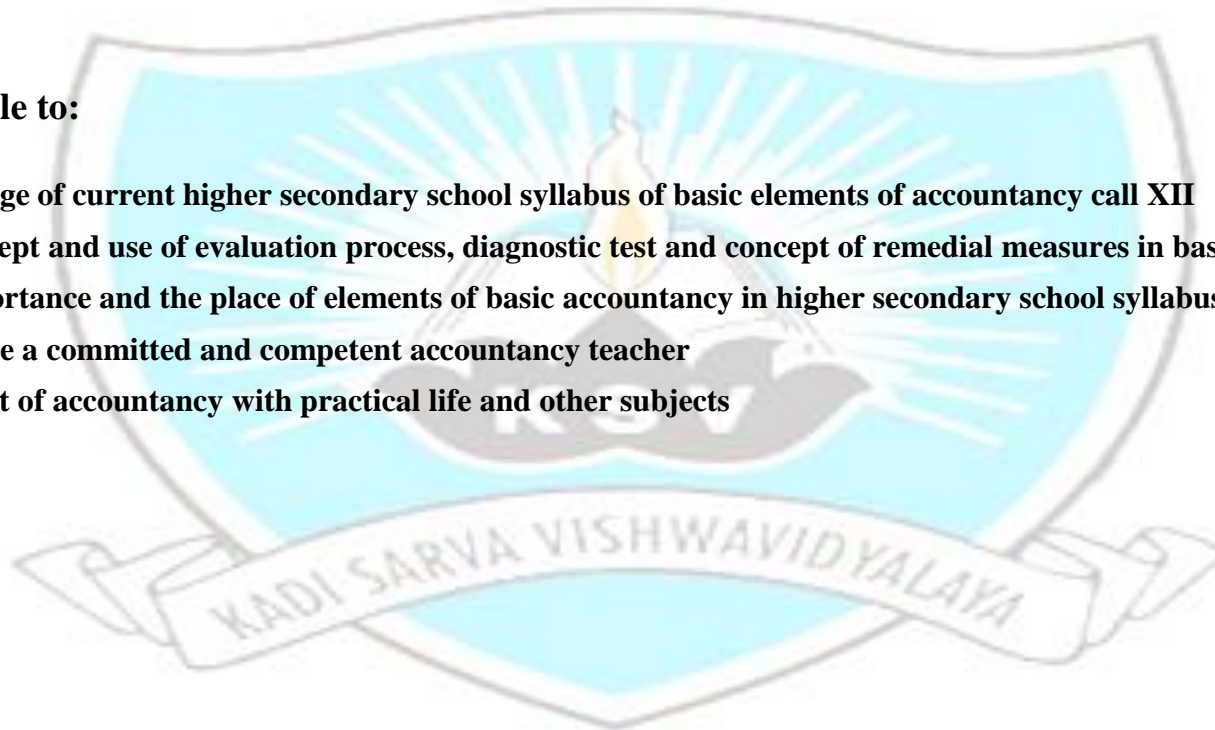 le to:
ge of current higher secondary school syllabus of basic elements of accountancy call XII
ept and use of evaluation process, diagnostic test and concept of remedial measures in bas
ortance and the place of elements of basic accountancy in higher secondary school syllabus
e a committed and competent accountancy teacher
t of accountancy with practical life and other subjects
KSV
KADI SARVA VISHWAVIDYALAYA